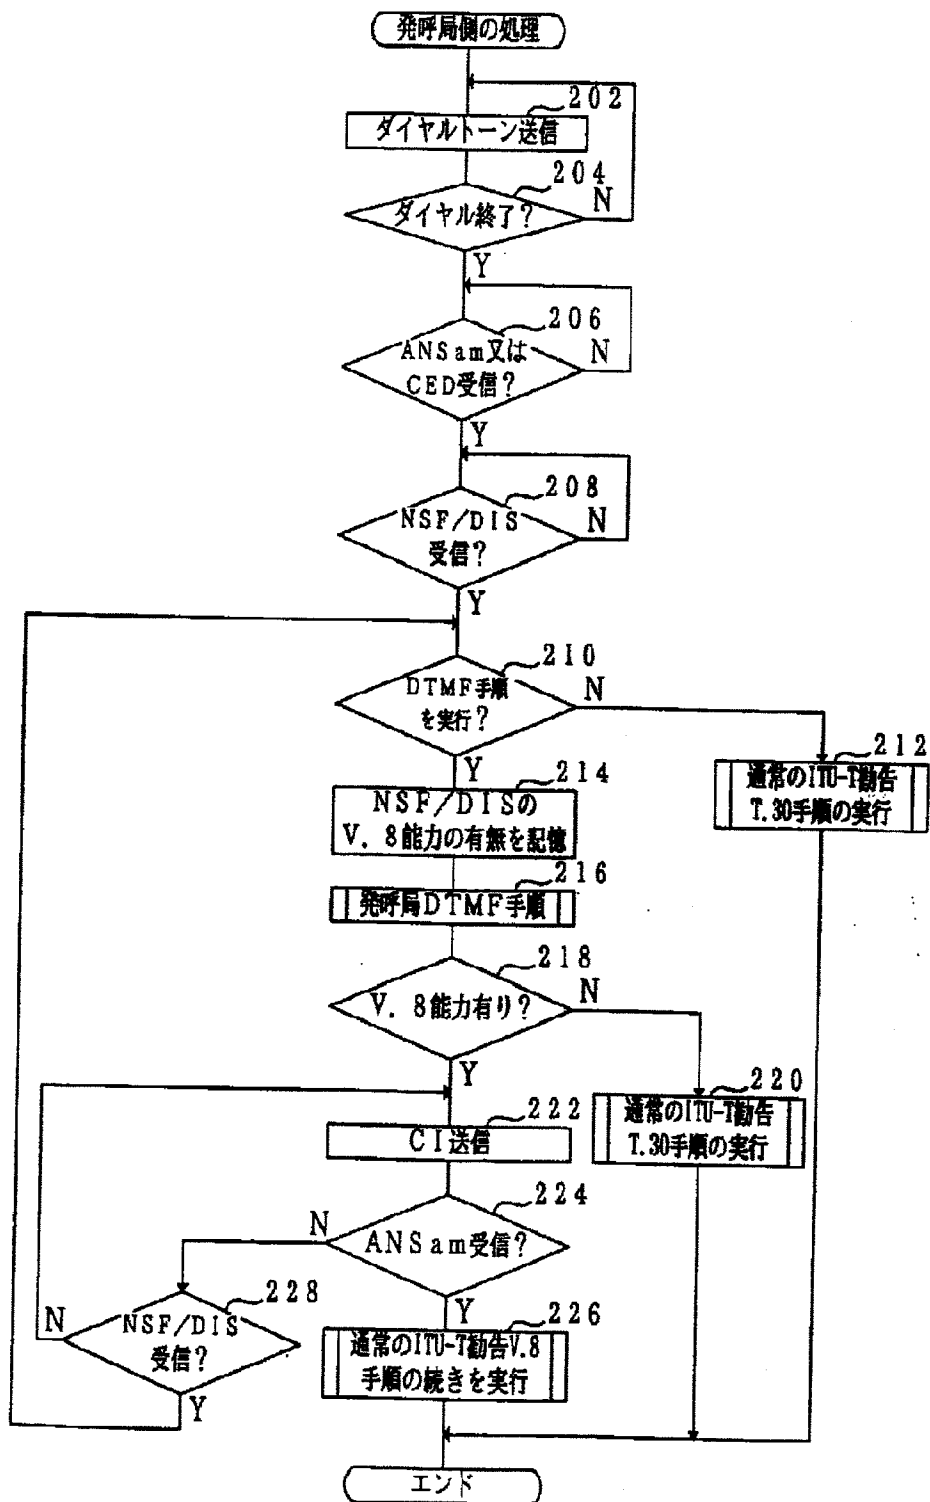 発呼局側の処理
202
ダイヤルトーン送信
204
ダイヤル終了?
N
Y
206
ANSam又は
CED受信?
N
Y
208
NSF/DIS
受信?
N
Y
210
DTMF手順
を実行?
N
Y
212
通常のITU-T勧告
T.30手順の実行
214
NSF/DISの
V.8能力の有無を記憶
216
発呼局DTMF手順
218
V.8能力有り?
N
Y
220
通常のITU-T勧告
T.30手順の実行
222
CI送信
224
ANSam受信?
N
Y
228
NSF/DIS
受信?
N
Y
226
通常のITU-T勧告V.8
手順の続きを実行
エンド